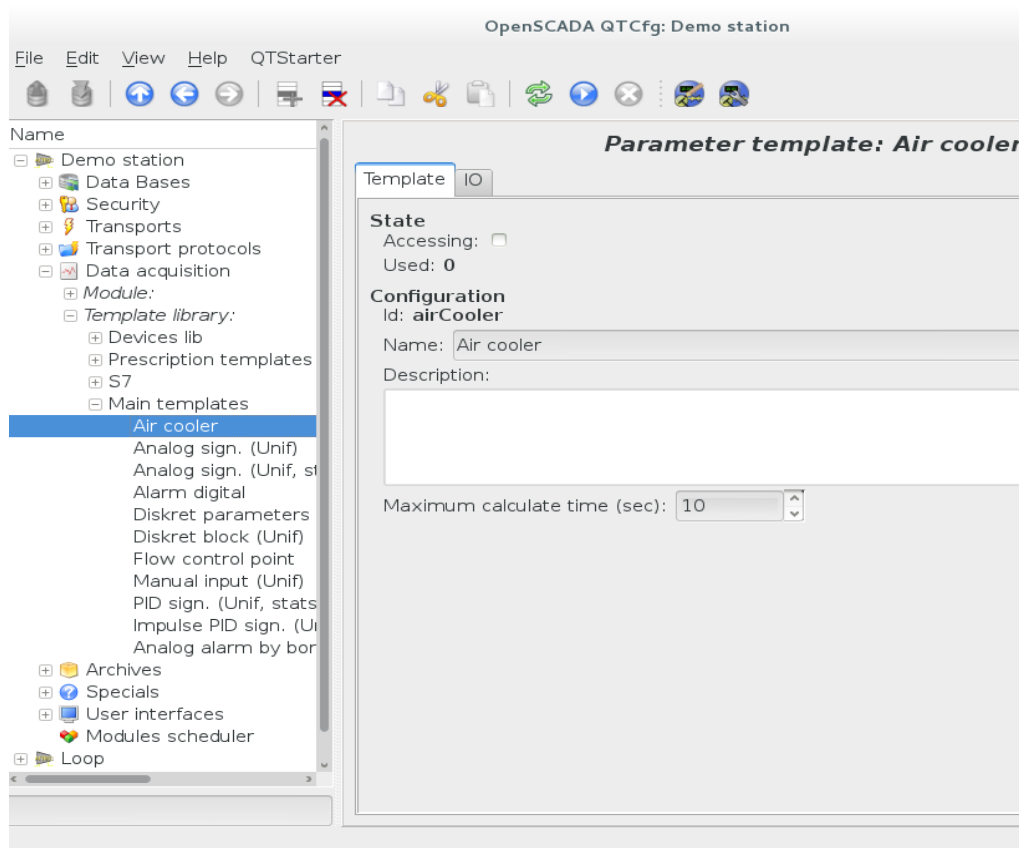 OpenSCADA QTCfg: Demo station
File Edit View Help QTStarter
Name
Demo station
Data Bases
Security
Transports
Transport protocols
Data acquisition
Module:
Template library:
Devices lib
Prescription templates
S7
Main templates
Air cooler
Analog sign. (Unif)
Analog sign. (Unif, st
Alarm digital
Diskret parameters
Diskret block (Unif)
Flow control point
Manual input (Unif)
PID sign. (Unif, stats
Impulse PID sign. (U
Analog alarm by bor
Archives
Specials
User interfaces
Modules scheduler
Loop
Parameter template: Air cooler
Template IO
State
Accessing:
Used: 0
Configuration
Id: airCooler
Name: Air cooler
Description:
Maximum calculate time (sec): 10